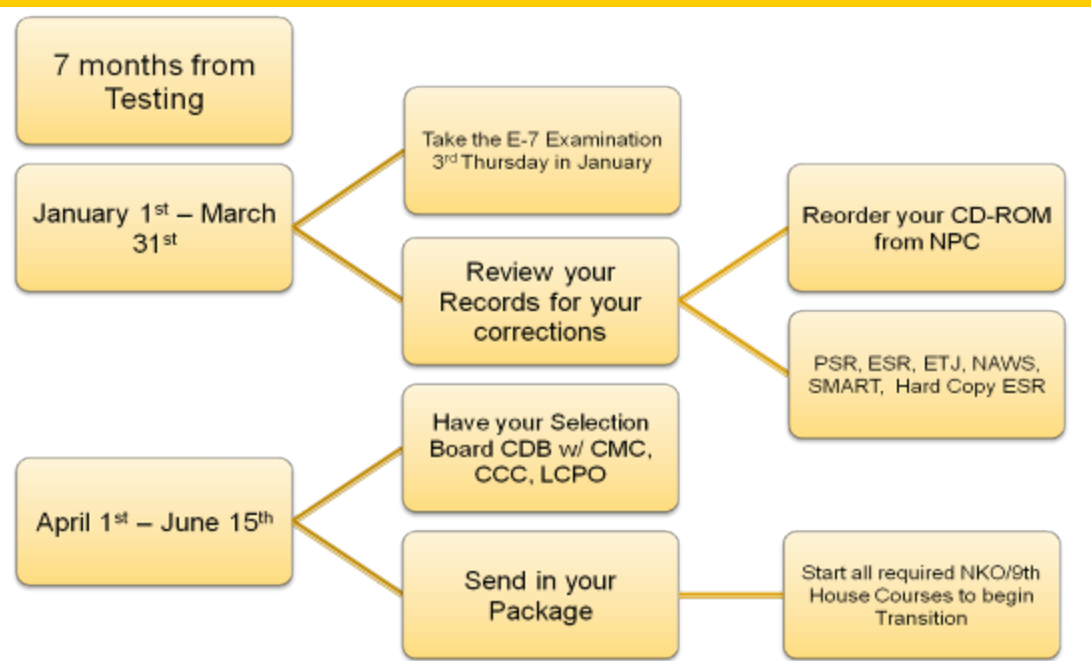 7 months from
Testing
January 1st – March
31st
Take the E-7 Examination
3rd Thursday in January
Review your
Records for your
corrections
Reorder your CD-ROM
from NPC
PSR, ESR, ETJ, NAWS,
SMART, Hard Copy ESR
April 1st – June 15th
Have your Selection
Board CDB w/ CMC,
CCC, LCPO
Send in your
Package
Start all required NKO/9th
House Courses to begin
Transition